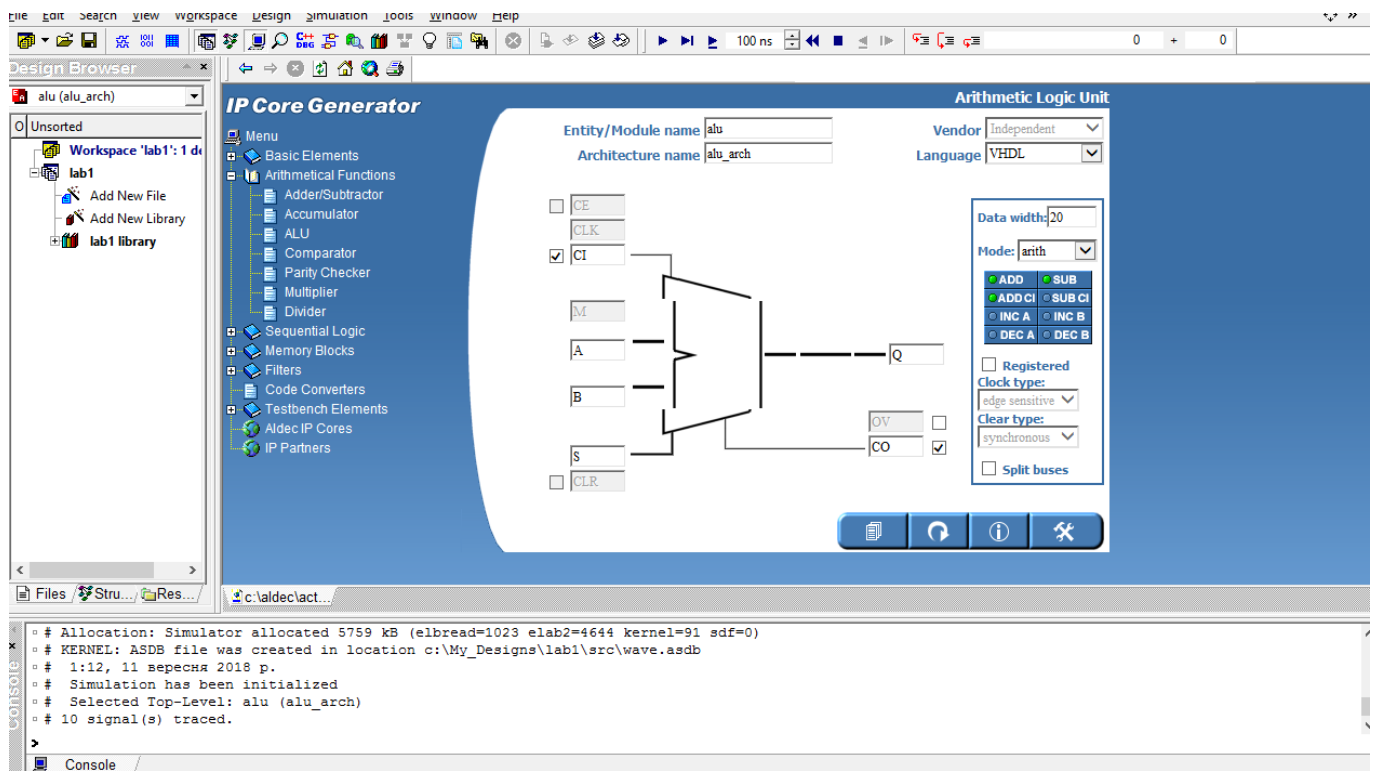 File Edit Search View Workspace Design Simulation Tools Window Help
C++ DBG 100 ns 0 + 0
Design Browser
alu (alu_arch)
O Unsorted
Workspace 'lab1': 1 de
lab1
Add New File
Add New Library
lab1 library
Files Stru... Res...
IP Core Generator
Menu
Basic Elements
Arithmetical Functions
Adder/Subtractor
Accumulator
ALU
Comparator
Parity Checker
Multiplier
Divider
Sequential Logic
Memory Blocks
Filters
Code Converters
Testbench Elements
Aldec IP Cores
IP Partners
Arithmetic Logic Unit
Entity/Module name alu
Architecture name alu_arch
Vendor Independent
Language VHDL
CE
CLK
CI
M
A
B
S
CLR
Q
OV
CO
Data width: 20
Mode: arith
ADD SUB
ADD CI SUB CI
INC A INC B
DEC A DEC B
Registered
Clock type:
edge sensitive
Clear type:
synchronous
Split buses
c:\aldec\act...
# Allocation: Simulator allocated 5759 kB (elbread=1023 elab2=4644 kernel=91 sdf=0)
# KERNEL: ASDB file was created in location c:\My_Designs\lab1\src\wave.asdb
# 1:12, 11 вересня 2018 р.
# Simulation has been initialized
# Selected Top-Level: alu (alu_arch)
# 10 signal(s) traced.
>
Console
Console